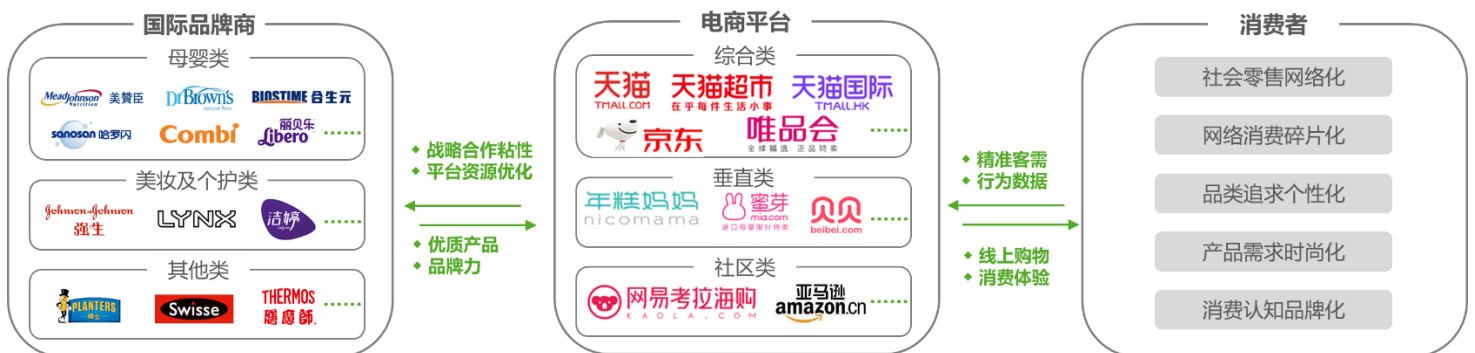 国际品牌商
母婴类
MeadJohnson Nutrition 美赞臣
Dr Brown's natural flow
BIOSTIME 合生元
sanosan 哈罗闪
Combi
丽贝乐 Libero
美妆及个护类
Johnson & Johnson 强生
LYNX
洁婷
其他类
PLANTERS 绅士
Swisse
THERMOS 膳魔師
战略合作粘性
平台资源优化
优质产品
品牌力
电商平台
综合类
天猫 TMALL.COM
天猫超市 在乎每件生活小事
天猫国际 TMALL.HK
京东
唯品会 全球精选 正品特卖
垂直类
年糕妈妈 nicomama
蜜芽 mia.com 进口母婴限时特卖
贝贝 beibei.com
社区类
网易考拉海购 KAOLA.COM
亚马逊 amazon.cn
精准客需
行为数据
线上购物
消费体验
消费者
社会零售网络化
网络消费碎片化
品类追求个性化
产品需求时尚化
消费认知品牌化